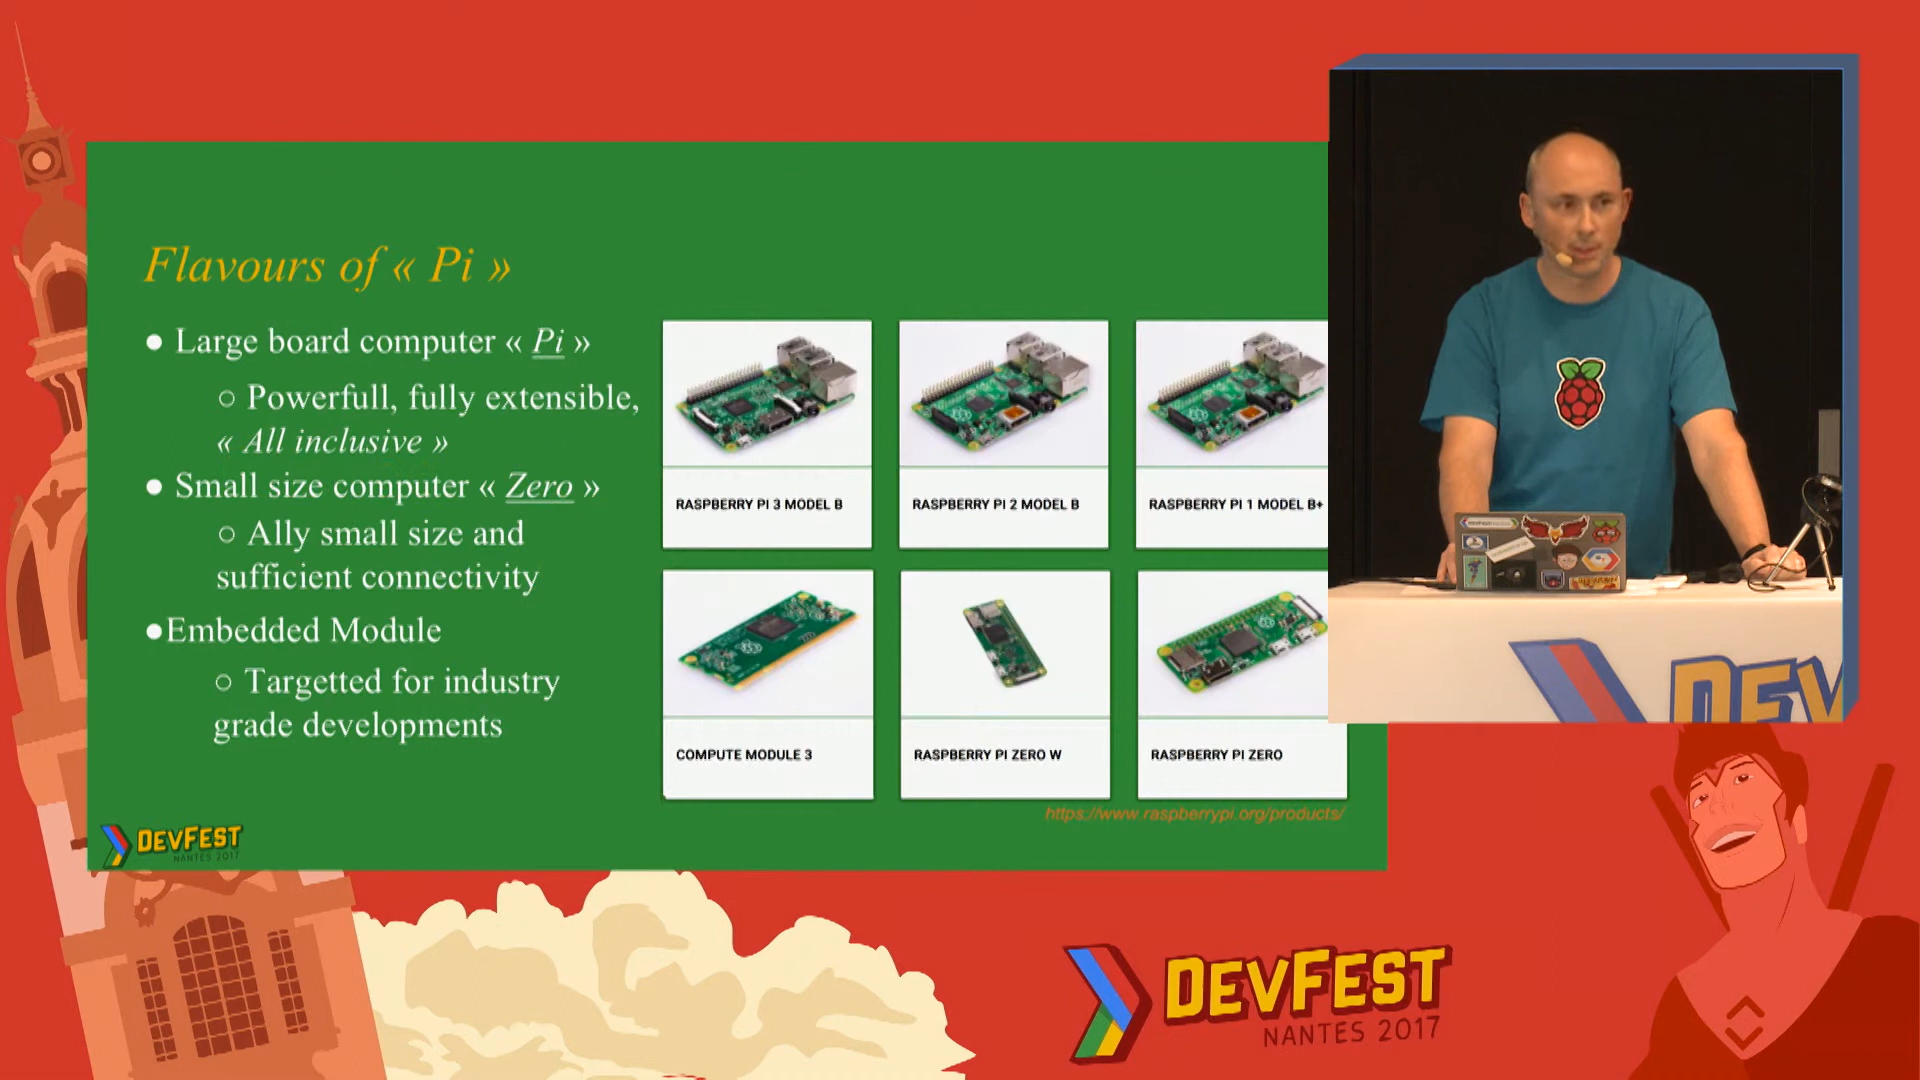 Flavours of « Pi »
● Large board computer « Pi »
○ Powerfull, fully extensible,
« All inclusive »
● Small size computer « Zero »
○ Ally small size and
sufficient connectivity
●Embedded Module
○ Targetted for industry
grade developments
RASPBERRY PI 3 MODEL B
RASPBERRY PI 2 MODEL B
RASPBERRY PI 1 MODEL B+
COMPUTE MODULE 3
RASPBERRY PI ZERO W
RASPBERRY PI ZERO
https://www.raspberrypi.org/products/
DEVFEST
NANTES 2017
DEV
DEVFEST
NANTES 2017